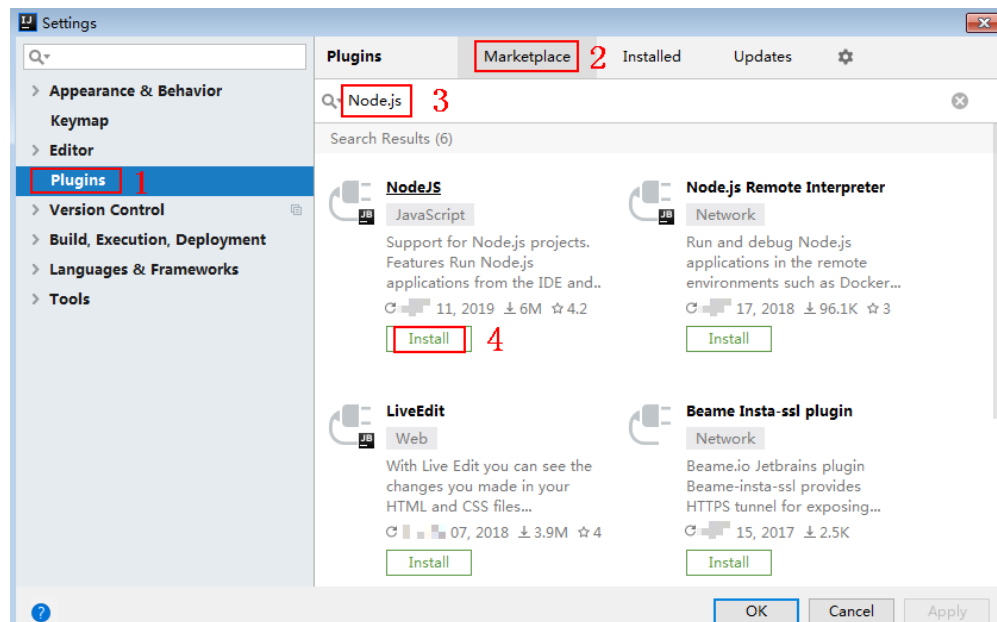 IJ Settings
Plugins Marketplace 2 Installed Updates
Node.js 3
Search Results (6)
Appearance & Behavior
Keymap
Editor
Plugins 1
Version Control
Build, Execution, Deployment
Languages & Frameworks
Tools
NodeJS
JB
JavaScript
Support for Node.js projects.
Features Run Node.js
applications from the IDE and..
11, 2019 6M 4.2
Install 4
Node.js Remote Interpreter
JB
Network
Run and debug Node.js
applications in the remote
environments such as Docker...
17, 2018 96.1K 3
Install
LiveEdit
JB
Web
With Live Edit you can see the
changes you made in your
HTML and CSS files...
07, 2018 3.9M 4
Install
Beame Insta-ssl plugin
Network
Beame.io Jetbrains plugin
Beame-insta-ssl provides
HTTPS tunnel for exposing...
15, 2017 2.5K
Install
?
OK Cancel Apply